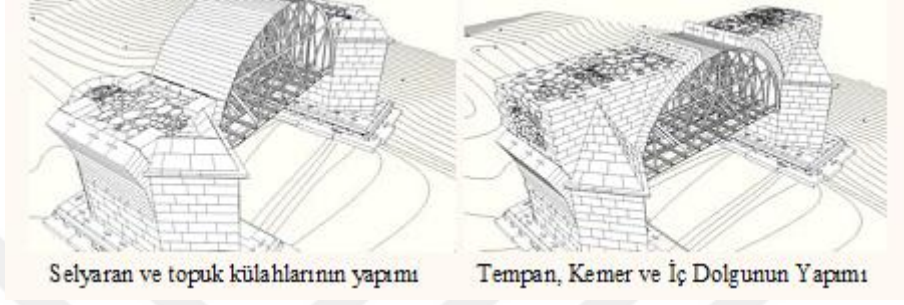 Selyaran ve topuk külahlarının yapımı
Tempan, Kemer ve İç Dolgunun Yapımı